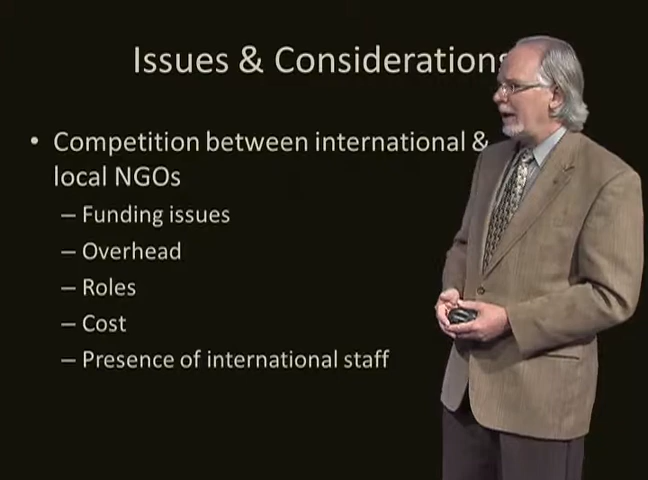 Issues & Considerations
• Competition between international &
local NGOs
– Funding issues
– Overhead
– Roles
– Cost
– Presence of international staff